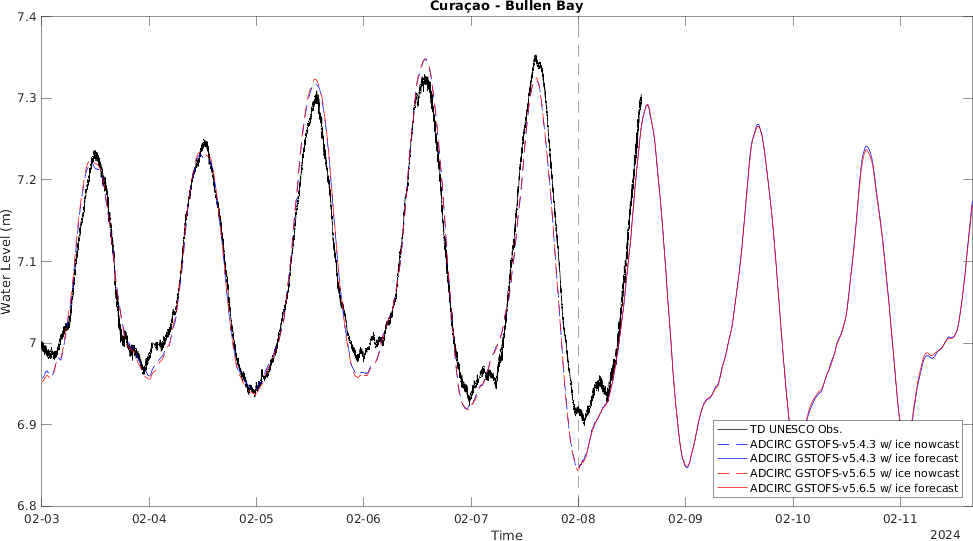 Curaçao - Bullen Bay
7.4
7.3
7.2
7.1
7
6.9
6.8
Water Level (m)
02-03 02-04 02-05 02-06 02-07 02-08 02-09 02-10 02-11
Time
2024
TD UNESCO Obs.
ADCIRC GSTOFS-v5.4.3 w/ ice nowcast
ADCIRC GSTOFS-v5.4.3 w/ ice forecast
ADCIRC GSTOFS-v5.6.5 w/ ice nowcast
ADCIRC GSTOFS-v5.6.5 w/ ice forecast